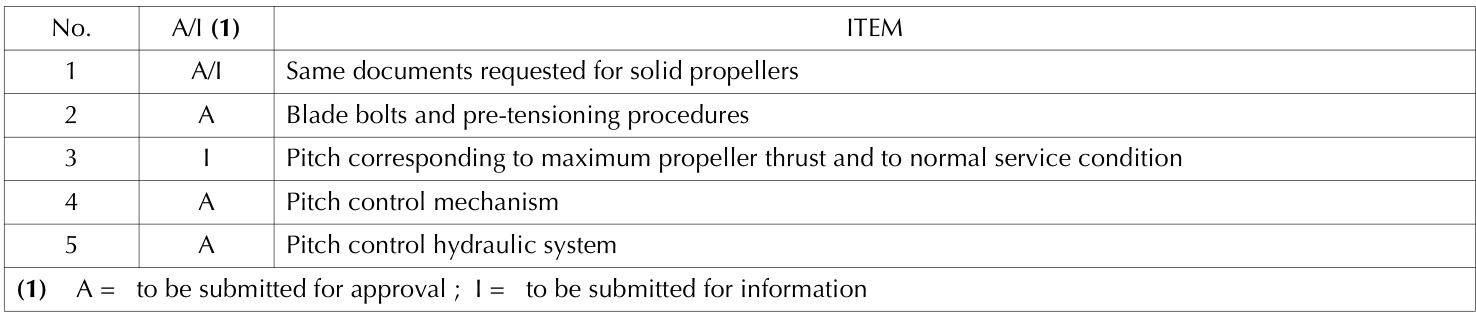 No. A/I (1) ITEM
1 A/I Same documents requested for solid propellers
2 A Blade bolts and pre-tensioning procedures
3 I Pitch corresponding to maximum propeller thrust and to normal service condition
4 A Pitch control mechanism
5 A Pitch control hydraulic system
(1) A = to be submitted for approval ; I = to be submitted for information